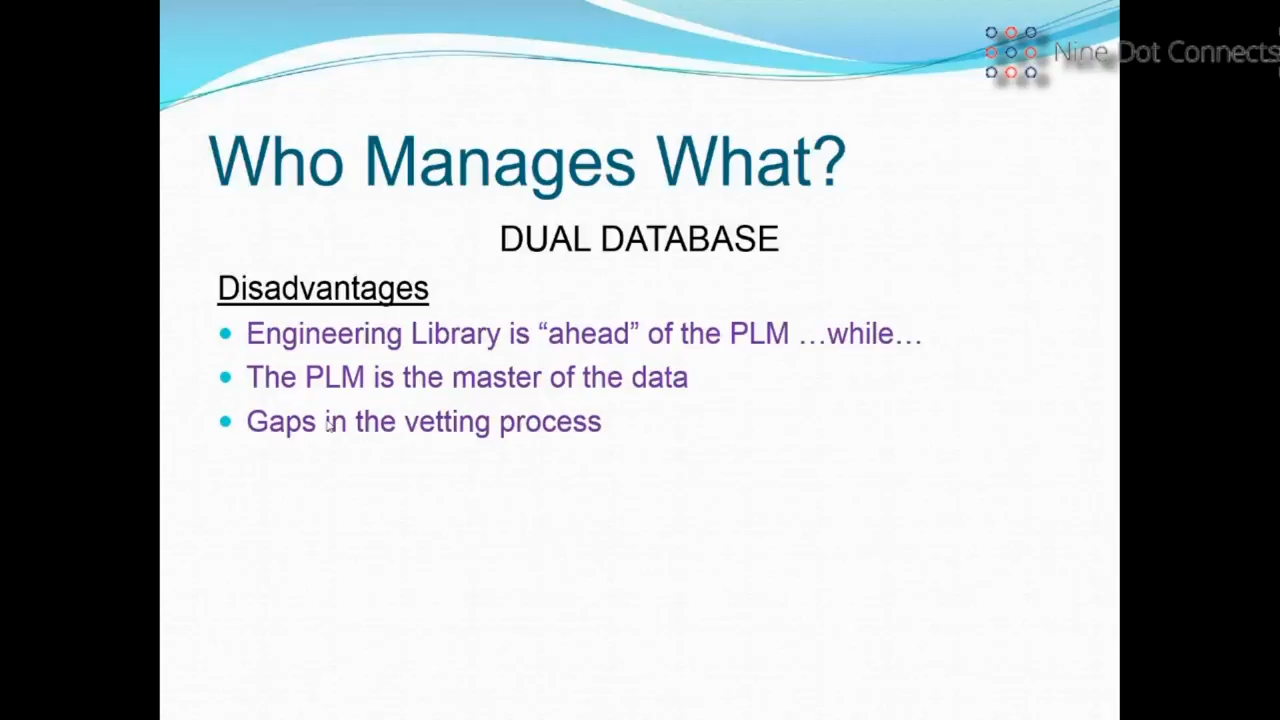 Nine Dot Connects
Who Manages What?
DUAL DATABASE
Disadvantages
• Engineering Library is “ahead” of the PLM …while…
• The PLM is the master of the data
• Gaps in the vetting process